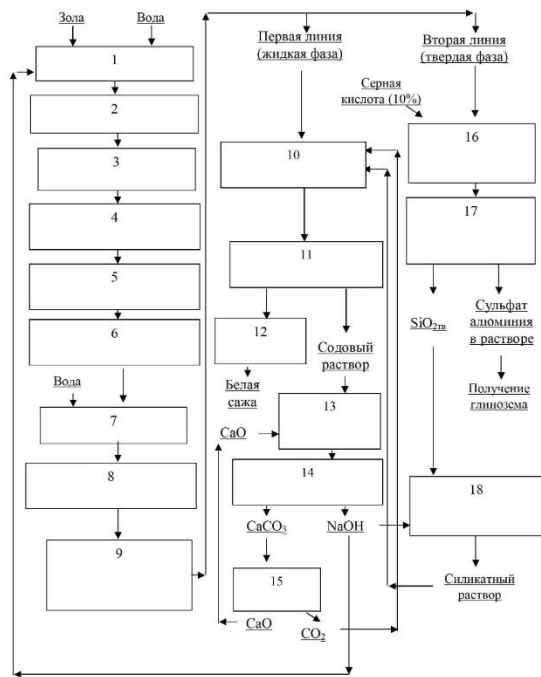 Зола
Вода
1
2
3
4
5
6
Вода
7
8
9
Первая линия
(жидкая фаза)
10
11
12
Белая
сажа
Содовый
раствор
CaO
13
14
CaCO₃
NaOH
15
CaO
CO₂
Вторая линия
(твердая фаза)
Серная
кислота (10%)
16
17
SiO₂тв
Сульфат
алюминия
в растворе
Получение
глинозема
18
Силикатный
раствор